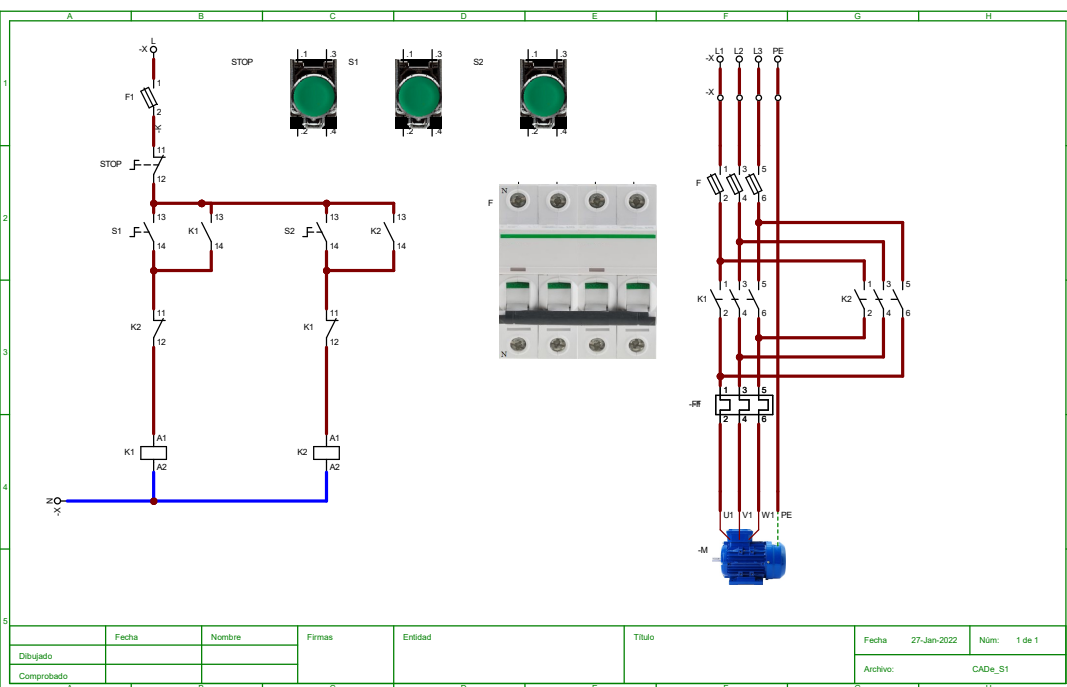 A B C D E F G H
1
2
3
4
5
L
-X
1
F1
2
-X
11
STOP
12
13
S1
14
13
K1
14
13
S2
14
13
K2
14
11
K2
12
11
K1
12
A1
K1
A2
A1
K2
A2
N
-X
STOP
.1 .3
.2 .4
S1
.1 .3
.2 .4
S2
.1 .3
.2 .4
F
N
N
L1 L2 L3 PE
-X
-X
1 3 5
F
2 4 6
1 3 5
K1
2 4 6
1 3 5
K2
2 4 6
1 3 5
2 4 6
U1 V1 W1 PE
-M
Fecha Nombre Firmas Entidad Título
Dibujado
Comprobado
Fecha 27-Jan-2022 Núm: 1 de 1
Archivo: CADe_S1